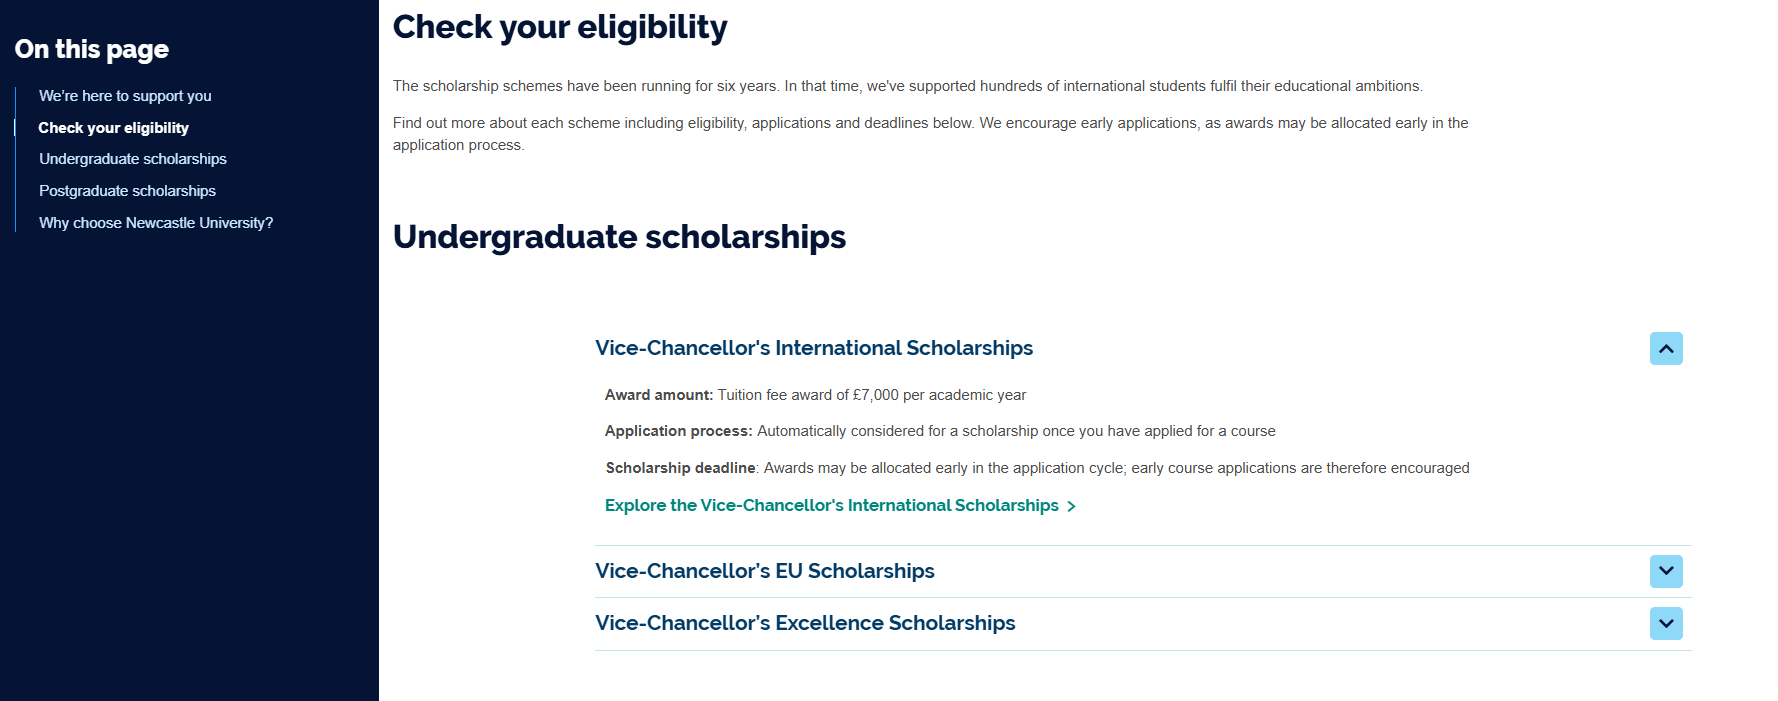 On this page
We're here to support you
Check your eligibility
Undergraduate scholarships
Postgraduate scholarships
Why choose Newcastle University?
Check your eligibility
The scholarship schemes have been running for six years. In that time, we've supported hundreds of international students fulfil their educational ambitions.
Find out more about each scheme including eligibility, applications and deadlines below. We encourage early applications, as awards may be allocated early in the
application process.
Undergraduate scholarships
Vice-Chancellor's International Scholarships
Award amount: Tuition fee award of £7,000 per academic year
Application process: Automatically considered for a scholarship once you have applied for a course
Scholarship deadline: Awards may be allocated early in the application cycle; early course applications are therefore encouraged
Explore the Vice-Chancellor's International Scholarships
Vice-Chancellor’s EU Scholarships
Vice-Chancellor’s Excellence Scholarships